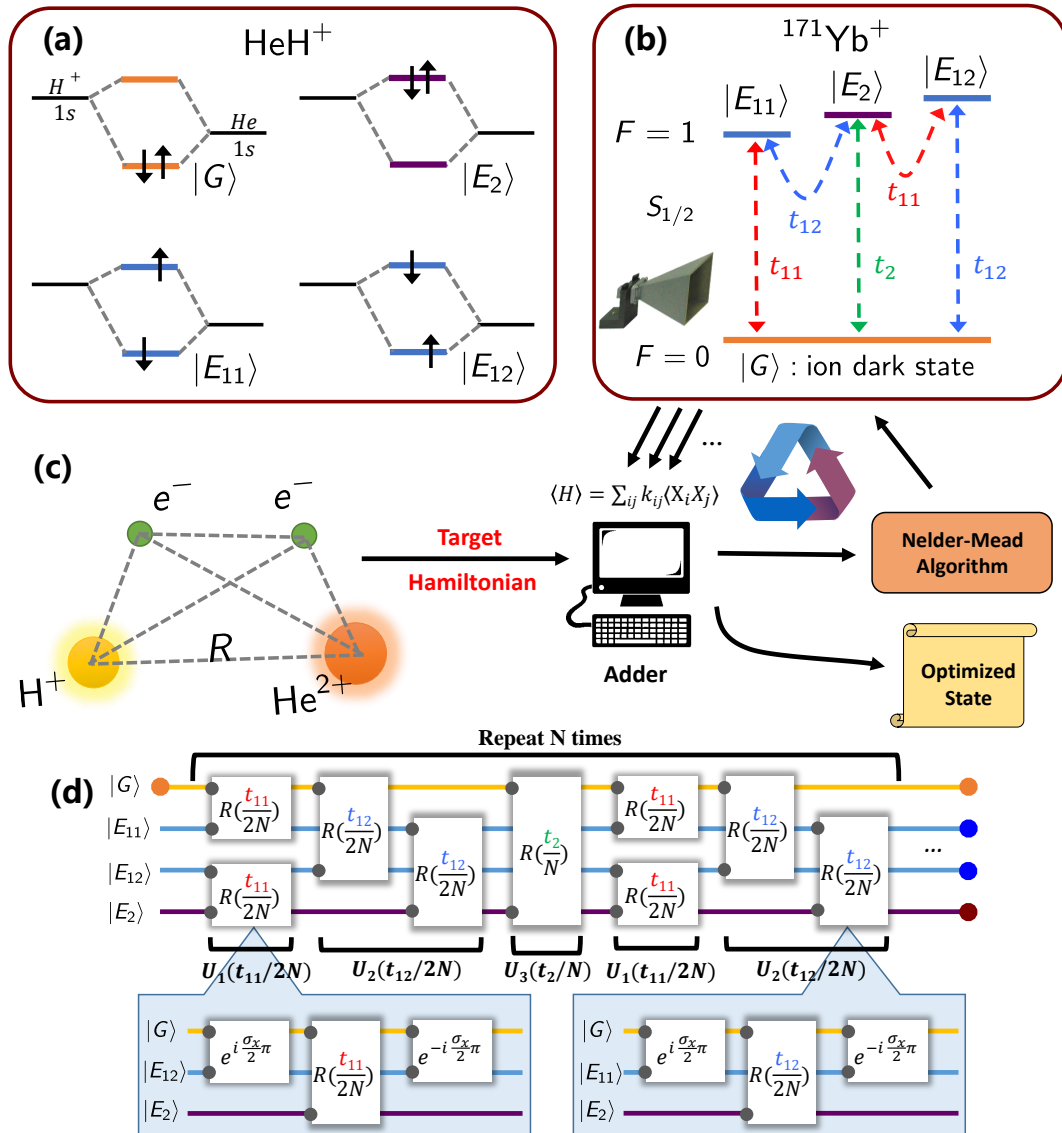 (a)
HeH⁺
H⁺
1s
He
1s
|G⟩
|E₂⟩
|E₁₁⟩
|E₁₂⟩
(b)
¹⁷¹Yb⁺
|E₁₁⟩
|E₂⟩
|E₁₂⟩
F = 1
t₁₂
t₁₁
S₁/₂
t₁₁
t₂
t₁₂
F = 0
|G⟩ : ion dark state
(c)
e⁻
e⁻
R
H⁺
He²⁺
Target
Hamiltonian
...
⟨H⟩ = ∑ᵢⱼ kᵢⱼ⟨XᵢXⱼ⟩
Adder
Nelder-Mead
Algorithm
Optimized
State
Repeat N times
(d)
|G⟩
|E₁₁⟩
|E₁₂⟩
|E₂⟩
R(t₁₁/2N)
R(t₁₁/2N)
R(t₁₂/2N)
R(t₁₂/2N)
R(t₂/N)
R(t₁₁/2N)
R(t₁₁/2N)
R(t₁₂/2N)
R(t₁₂/2N)
...
U₁(t₁₁/2N)
U₂(t₁₂/2N)
U₃(t₂/N)
U₁(t₁₁/2N)
U₂(t₁₂/2N)
|G⟩
|E₁₂⟩
|E₂⟩
e^{i σₓ/2 π}
R(t₁₁/2N)
e^{-i σₓ/2 π}
|G⟩
|E₁₁⟩
|E₂⟩
e^{i σₓ/2 π}
R(t₁₂/2N)
e^{-i σₓ/2 π}